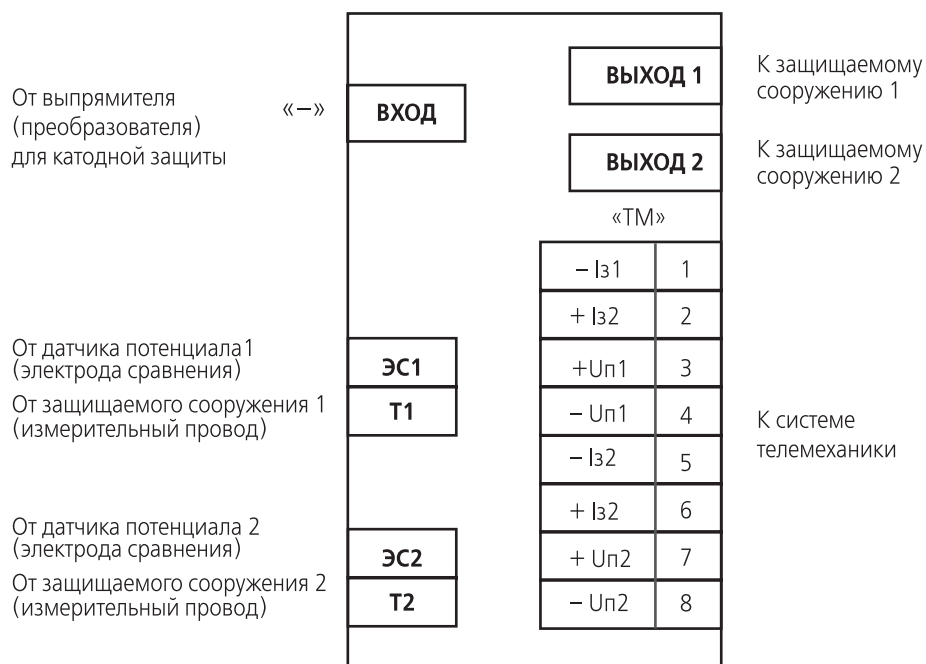 От выпрямителя
(преобразователя)
для катодной защиты
«–»
ВХОД
ВЫХОД 1
К защищаемому
сооружению 1
ВЫХОД 2
К защищаемому
сооружению 2
«ТМ»
– Iз1 1
+ Iз2 2
+Uп1 3
– Uп1 4
– Iз2 5
+ Iз2 6
+ Uп2 7
– Uп2 8
От датчика потенциала1
(электрода сравнения)
ЭС1
От защищаемого сооружения 1
(измерительный провод)
Т1
К системе
телемеханики
От датчика потенциала 2
(электрода сравнения)
ЭС2
От защищаемого сооружения 2
(измерительный провод)
Т2